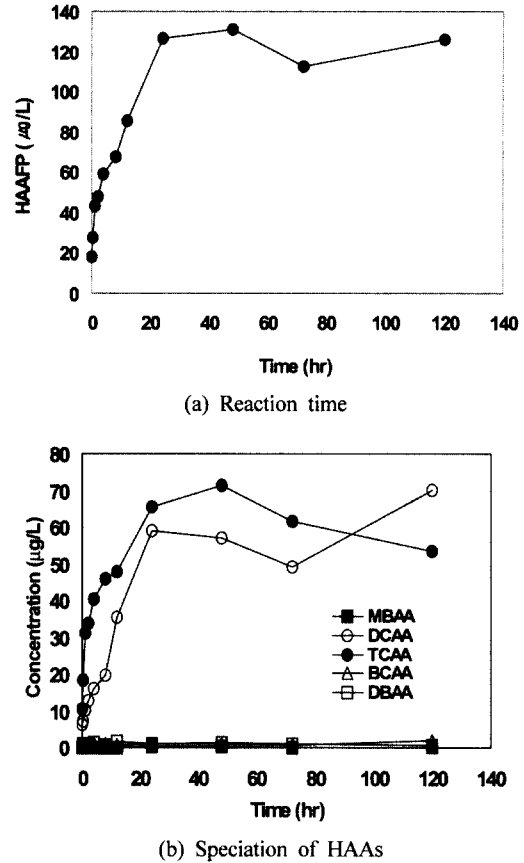 140
120
100
80
60
40
20
0
HAAFP ( μg/L)
0 20 40 60 80 100 120 140
Time (hr)
(a) Reaction time
80
70
60
50
40
30
20
10
0
Concentration (μg/L)
MBAA
DCAA
TCAA
BCAA
DBAA
0 20 40 60 80 100 120 140
Time (hr)
(b) Speciation of HAAs